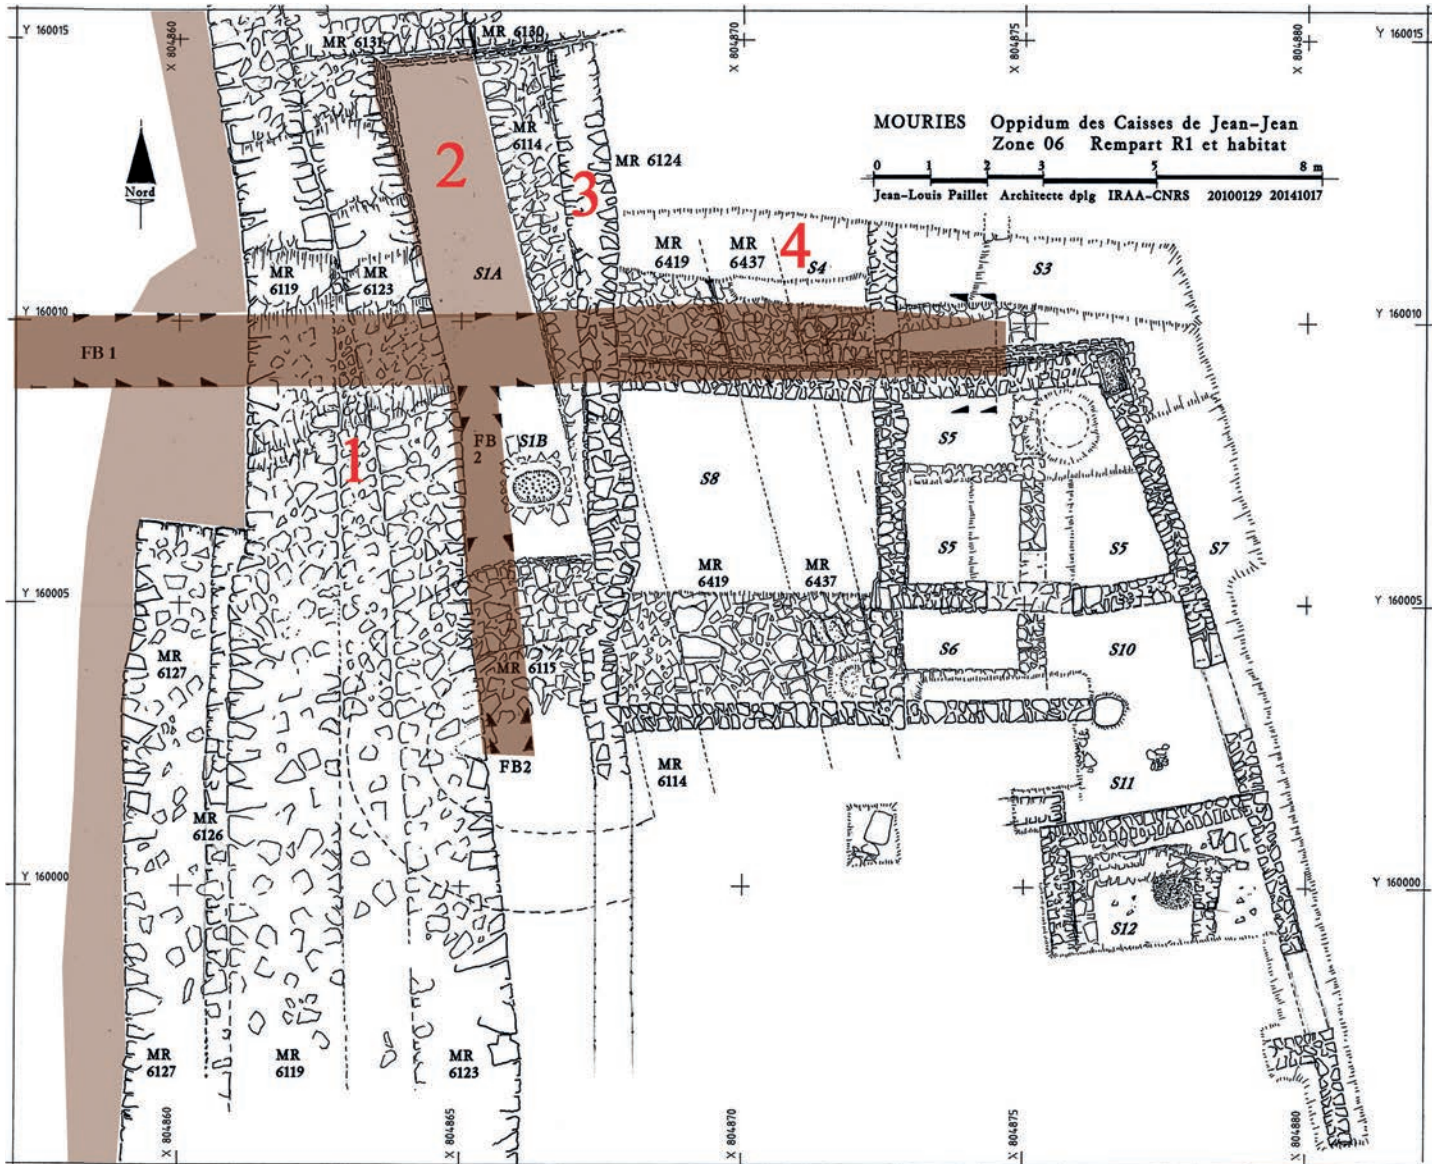 Y 160015
X 804860
MR 6131
MR 6130
X 804870
X 804875
X 804880
Y 160015
MOURIES Oppidum des Caisses de Jean-Jean
Zone 06 Rempart R1 et habitat
0 1 2 3 5 8 m
Jean-Louis Paillet Architecte dplg IRAA-CNRS 20100129 20141017
Nord
2
MR
6114
MR 6124
3
MR
6419
MR
6437
4
S4
S3
MR
6119
MR
6123
S1A
Y 160010
Y 160010
FB 1
1
FB
2
S1B
S8
S5
S5
S5
S7
MR
6419
MR
6437
Y 160005
Y 160005
MR
6127
MR 6115
S6
S10
FB2
MR
6114
S11
MR
6126
Y 160000
Y 160000
S12
MR
6127
MR
6119
MR
6123
X 804860
X 804865
X 804870
X 804875
X 804880